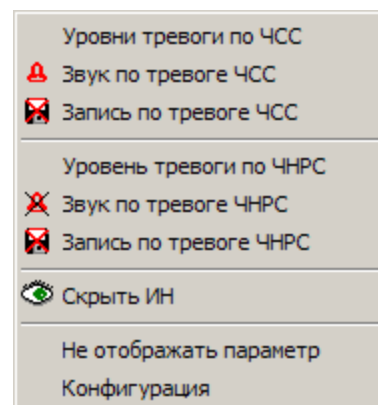 Уровни тревоги по ЧСС
Звук по тревоге ЧСС
Запись по тревоге ЧСС
Уровень тревоги по ЧНРС
Звук по тревоге ЧНРС
Запись по тревоге ЧНРС
Скрыть ИН
Не отображать параметр
Конфигурация